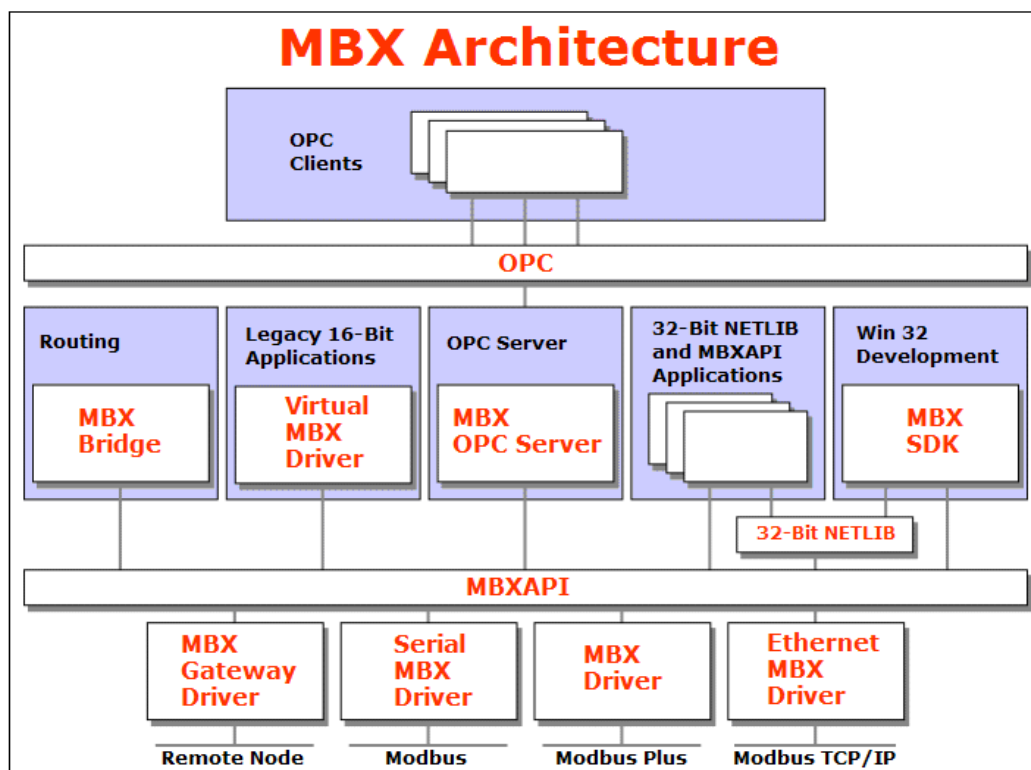 MBX Architecture
OPC
Clients
OPC
Routing
MBX
Bridge
Legacy 16-Bit
Applications
Virtual
MBX
Driver
OPC Server
MBX
OPC Server
32-Bit NETLIB
and MBXAPI
Applications
Win 32
Development
MBX
SDK
32-Bit NETLIB
MBXAPI
MBX
Gateway
Driver
Serial
MBX
Driver
MBX
Driver
Ethernet
MBX
Driver
Remote Node
Modbus
Modbus Plus
Modbus TCP/IP